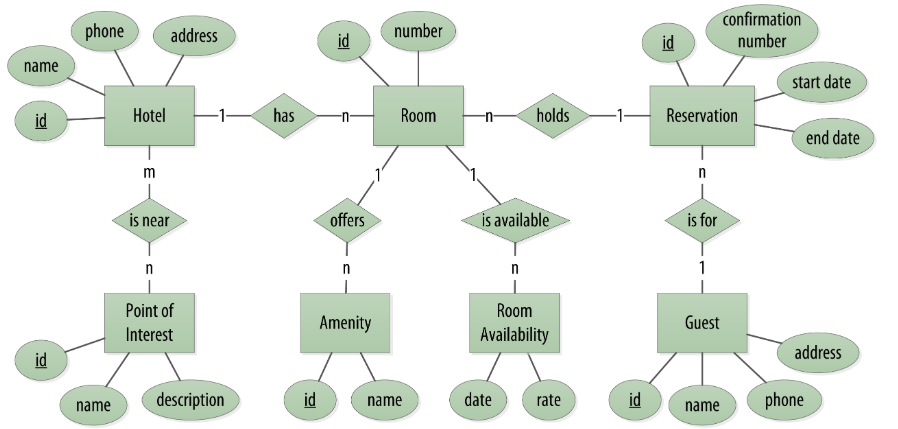 phone
address
name
id
Hotel
1
has
n
id
number
Room
n
holds
1
id
confirmation
number
start date
end date
Reservation
m
is near
n
Point of
Interest
id
name
description
1
offers
n
Amenity
id
name
1
is available
n
Room
Availability
date
rate
n
is for
1
Guest
address
id
name
phone